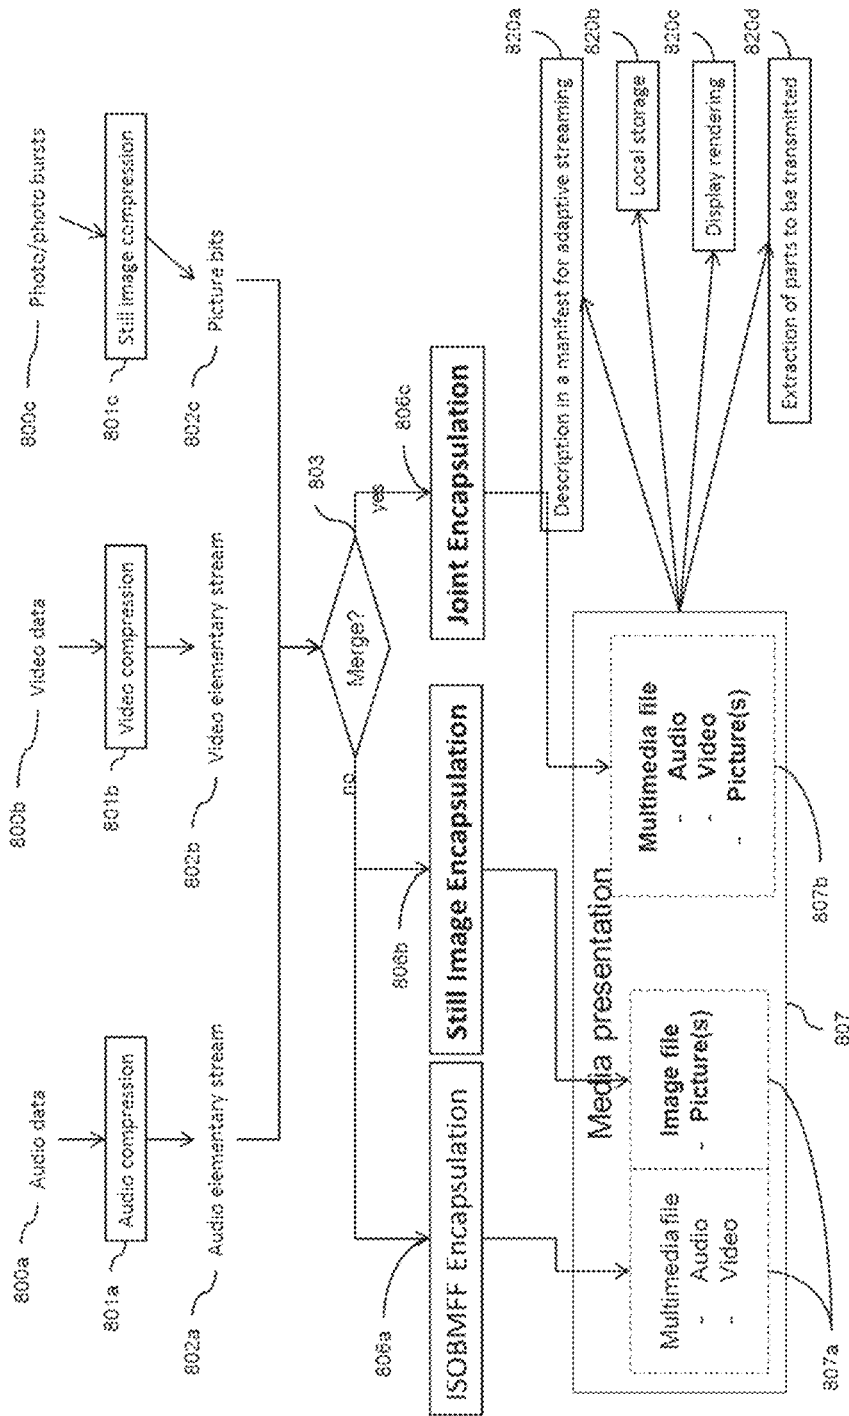 800a
Audio data
800b
Video data
800c
Photo/photo bursts
801a
Audio compression
801b
Video compression
801c
Still image compression
802a
Audio elementary stream
802b
Video elementary stream
802c
Picture bits
803
Merge?
no
yes
806a
ISOBMFF Encapsulation
806b
Still Image Encapsulation
806c
Joint Encapsulation
Media presentation
Multimedia file
- Audio
- Video
Image file
- Picture(s)
Multimedia file
- Audio
- Video
- Picture(s)
807a
807
807b
820a
Description in a manifest for adaptive streaming
820b
Local storage
820c
Display rendering
820d
Extraction of parts to be transmitted